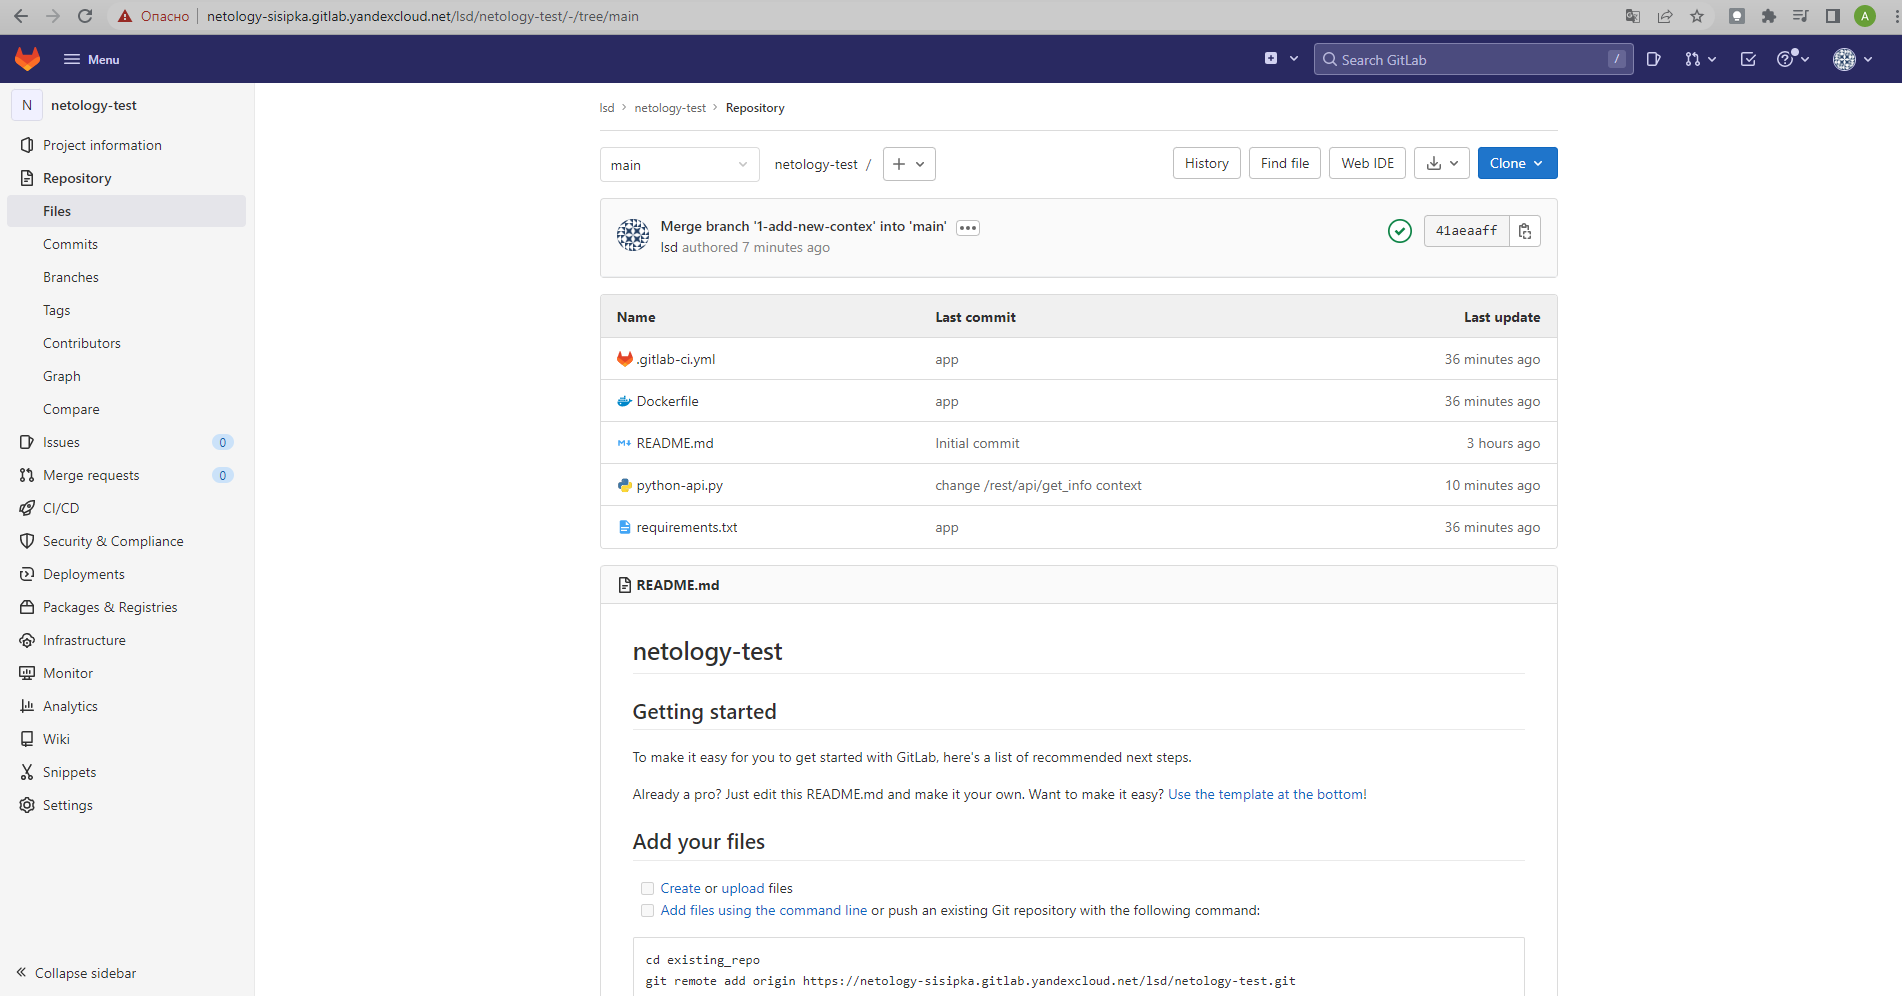 Опасно netology-sisipka.gitlab.yandexcloud.net/lsd/netology-test/-/tree/main A
Menu Search GitLab /
N netology-test
Project information
Repository
Files
Commits
Branches
Tags
Contributors
Graph
Compare
Issues 0
Merge requests 0
CI/CD
Security & Compliance
Deployments
Packages & Registries
Infrastructure
Monitor
Analytics
Wiki
Snippets
Settings
Collapse sidebar
lsd › netology-test › Repository
main netology-test / + History Find file Web IDE Clone
Merge branch '1-add-new-contex' into 'main' •••
lsd authored 7 minutes ago
41aeaaff
Name Last commit Last update
.gitlab-ci.yml app 36 minutes ago
Dockerfile app 36 minutes ago
README.md Initial commit 3 hours ago
python-api.py change /rest/api/get_info context 10 minutes ago
requirements.txt app 36 minutes ago
README.md
netology-test
Getting started
To make it easy for you to get started with GitLab, here's a list of recommended next steps.
Already a pro? Just edit this README.md and make it your own. Want to make it easy? Use the template at the bottom!
Add your files
Create or upload files
Add files using the command line or push an existing Git repository with the following command:
cd existing_repo
git remote add origin https://netology-sisipka.gitlab.yandexcloud.net/lsd/netology-test.git